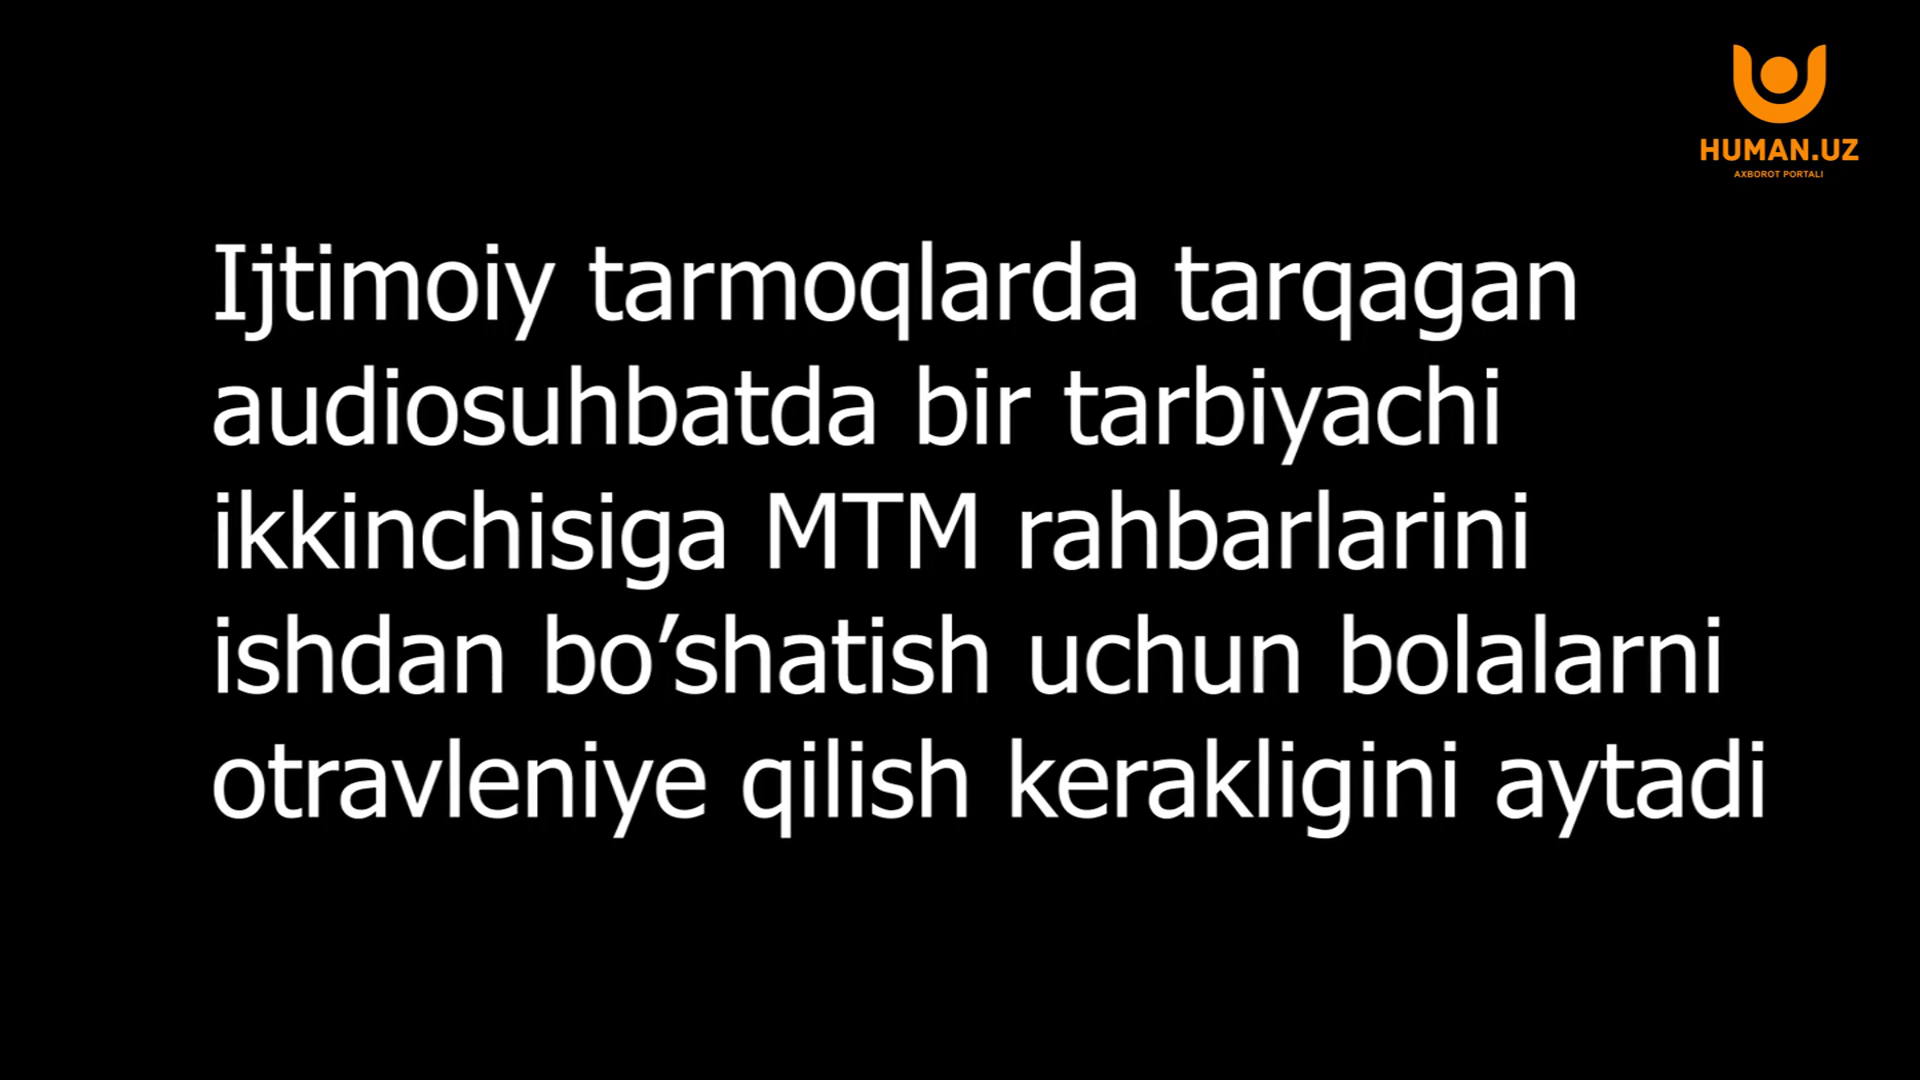 HUMAN.UZ
AXBOROT PORTALI
Ijtimoiy tarmoqlarda tarqagan
audiosuhbatda bir tarbiyachi
ikkinchisiga MTM rahbarlarini
ishdan bo’shatish uchun bolalarni
otravleniye qilish kerakligini aytadi